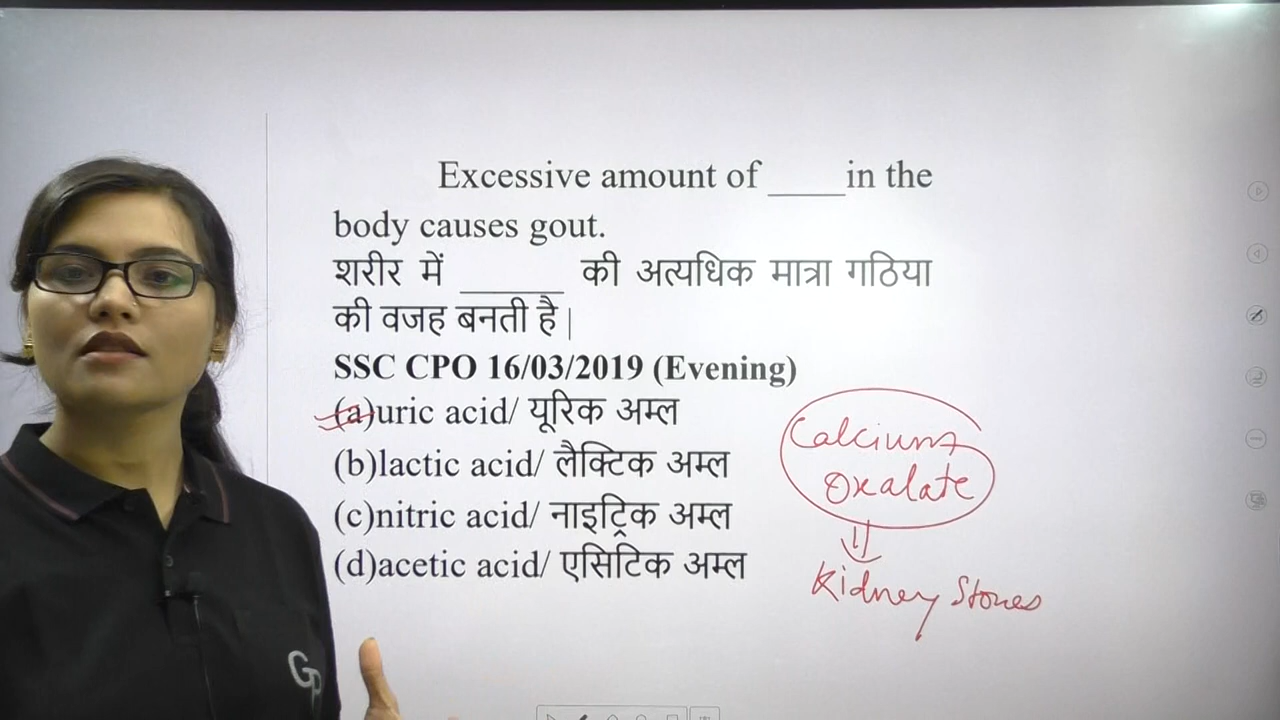 Excessive amount of ____in the
body causes gout.
शरीर में ______ की अत्यधिक मात्रा गठिया
की वजह बनती है|
SSC CPO 16/03/2019 (Evening)
(a)uric acid/ यूरिक अम्ल
(b)lactic acid/ लैक्टिक अम्ल
(c)nitric acid/ नाइट्रिक अम्ल
(d)acetic acid/ एसिटिक अम्ल
Calcium
Oxalate
Kidney Stones
GP